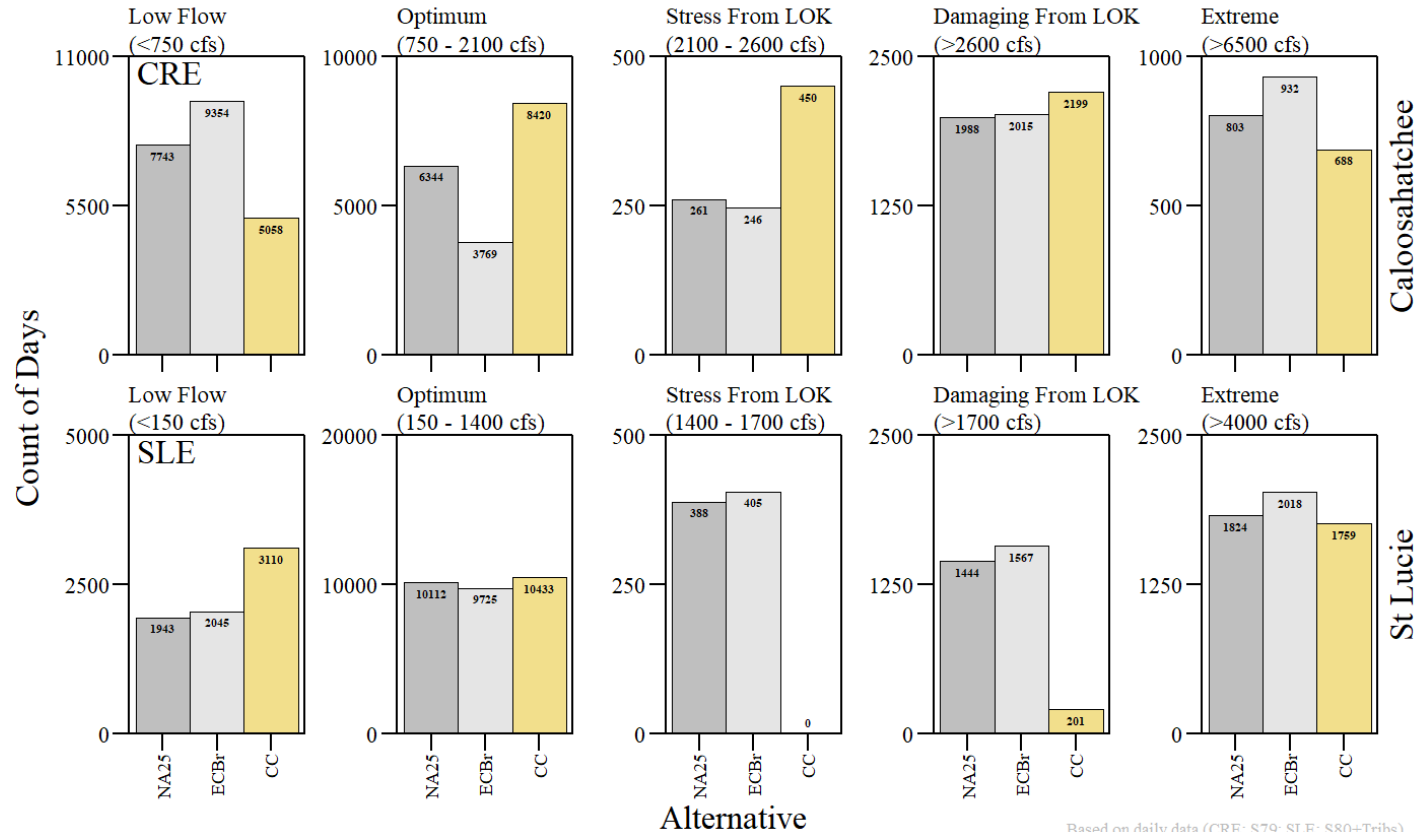 Low Flow
(<750 cfs)
Optimum
(750 - 2100 cfs)
Stress From LOK
(2100 - 2600 cfs)
Damaging From LOK
(>2600 cfs)
Extreme
(>6500 cfs)
CRE
11000
5500
0
7743
9354
5058
10000
5000
0
6344
3769
8420
500
250
0
261
246
450
2500
1250
0
1988
2015
2199
1000
500
0
803
932
688
Caloosahatchee
Count of Days
Low Flow
(<150 cfs)
Optimum
(150 - 1400 cfs)
Stress From LOK
(1400 - 1700 cfs)
Damaging From LOK
(>1700 cfs)
Extreme
(>4000 cfs)
SLE
5000
2500
0
1943
2045
3110
20000
10000
0
10112
9725
10433
500
250
0
388
405
0
2500
1250
0
1444
1567
201
2500
1250
0
1824
2018
1759
St Lucie
NA25
ECBr
CC
NA25
ECBr
CC
NA25
ECBr
CC
NA25
ECBr
CC
NA25
ECBr
CC
Alternative
Based on daily data (CRE: S79; SLE: S80+Tribs)